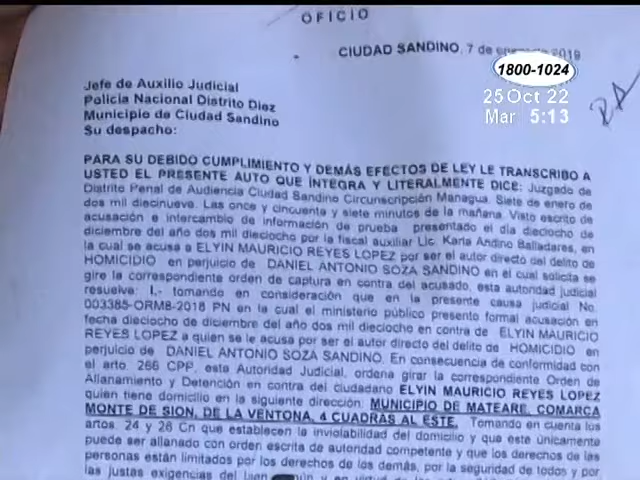 OFICIO
CIUDAD SANDINO, 7 de 2019
1800-1024
25 Oct 22
Mar 5:13
Jefe de Auxilio Judicial
Policia Nacional Distrito Diez
Municipio de Ciudad Sandino
Su despacho:
PARA SU DEBIDO CUMPLIMIENTO Y DEMÁS EFECTOS DE LEY LE TRANSCRIBO A
USTED EL PRESENTE AUTO QUE ÍNTEGRA Y LITERALMENTE DICE: Juzgado de
Distrito Penal de Audiencia Ciudad Sandino Circunscripción Managua. Siete de enero de
dos mil diecinueve. Las once y cincuenta y siete minutos de la mañana. Visto escrito de
acusación e intercambio de información de prueba presentado el día dieciocho de
diciembre del año dos mil dieciocho por la fiscal auxiliar Lic. Karla Andino Balladares, en
la cual se acusa a ELYIN MAURICIO REYES LOPEZ por ser el autor directo del delito de
HOMICIDIO en perjuicio de DANIEL ANTONIO SOZA SANDINO en el cual solicita se
gire la correspondiente orden de captura en contra del acusado, esta autoridad judicial
resuelve: I.- tomando en consideración que en la presente causa judicial No.
003385-ORM8-2018 PN en la cual el ministerio público presento formal acusación en
fecha dieciocho de diciembre del año dos mil dieciocho en contra de ELYIN MAURICIO
REYES LOPEZ a quien se le acusa por ser el autor directo del delito de HOMICIDIO en
perjuicio de DANIEL ANTONIO SOZA SANDINO. En consecuencia de conformidad con
el arto. 266 CPP, esta Autoridad Judicial, ordena girar la correspondiente Orden de
Allanamiento y Detención en contra del ciudadano ELYIN MAURICIO REYES LOPEZ
quien tiene domicilio en la siguiente dirección: MUNICIPIO DE MATEARE, COMARCA
MONTE DE SION, DE LA VENTONA, 4 CUADRAS AL ESTE. Tomando en cuenta los
artos. 24 y 26 Cn que establecen la inviolabilidad del domicilio y que este únicamente
puede ser allanado con orden escrita de autoridad competente y que los derechos de las
personas están limitados por los derechos de los demás, por la seguridad de todos y por
las justas exigencias del bien y en virtud de